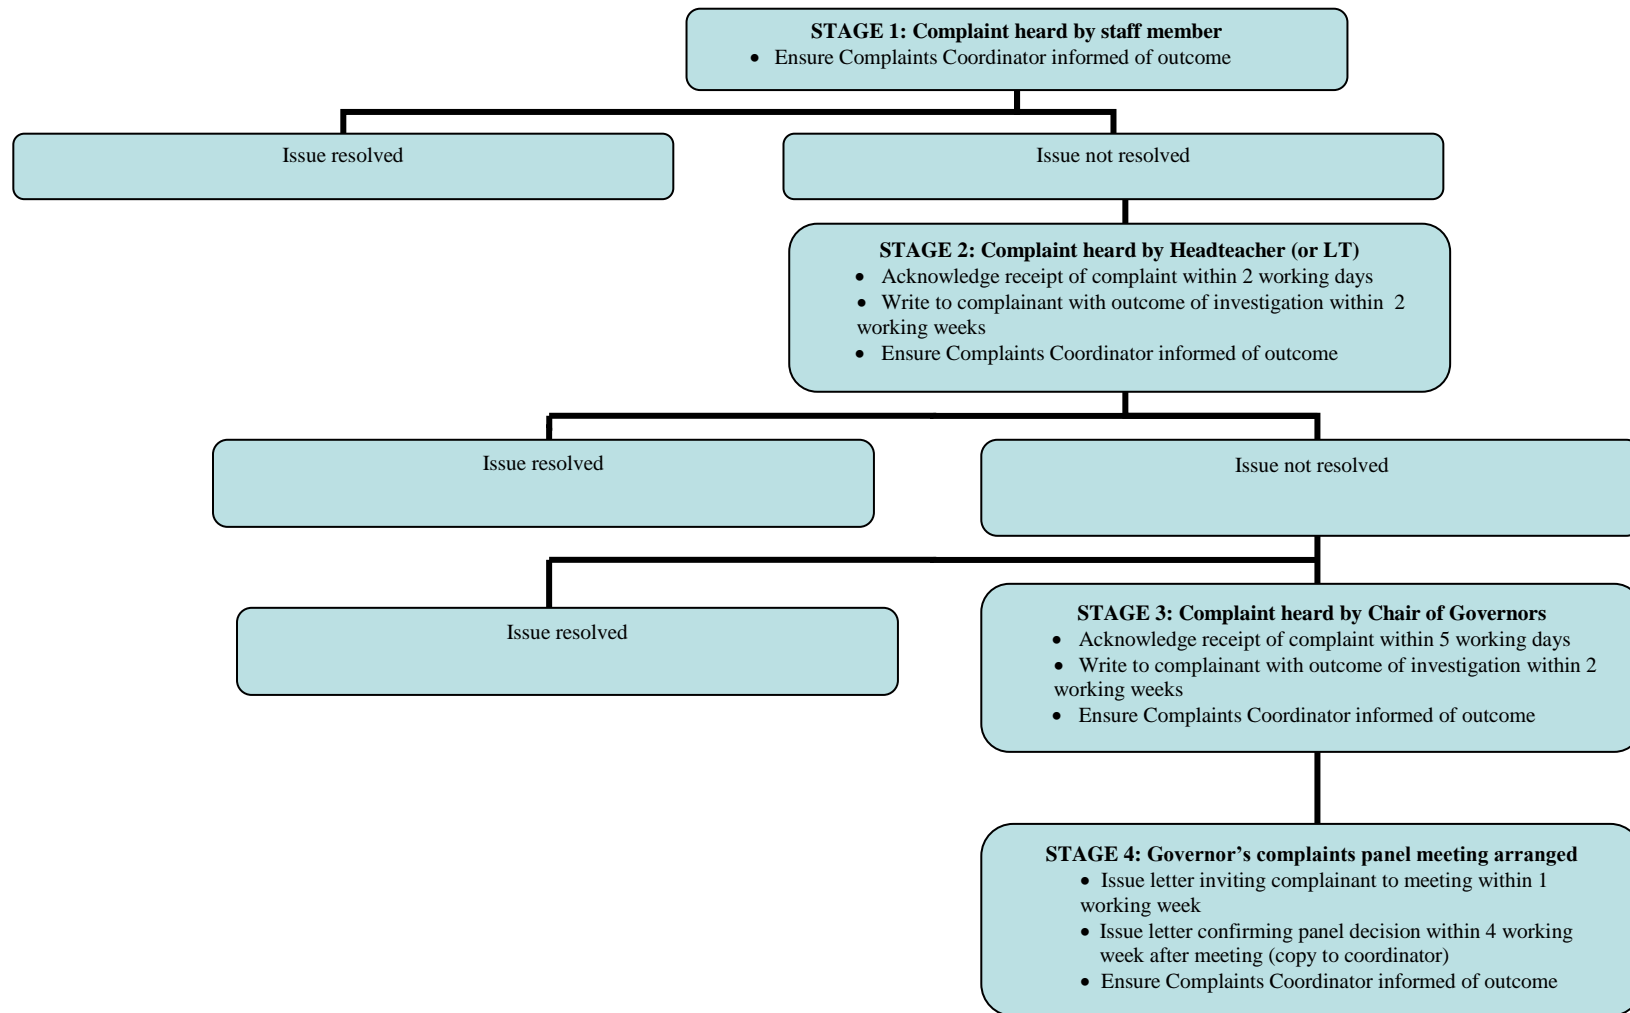 STAGE 1: Complaint heard by staff member
• Ensure Complaints Coordinator informed of outcome
Issue resolved
Issue not resolved
STAGE 2: Complaint heard by Headteacher (or LT)
• Acknowledge receipt of complaint within 2 working days
• Write to complainant with outcome of investigation within  2
working weeks
• Ensure Complaints Coordinator informed of outcome
Issue resolved
Issue not resolved
Issue resolved
STAGE 3: Complaint heard by Chair of Governors
• Acknowledge receipt of complaint within 5 working days
• Write to complainant with outcome of investigation within 2
working weeks
• Ensure Complaints Coordinator informed of outcome
STAGE 4: Governor’s complaints panel meeting arranged
• Issue letter inviting complainant to meeting within 1
working week
• Issue letter confirming panel decision within 4 working
week after meeting (copy to coordinator)
• Ensure Complaints Coordinator informed of outcome